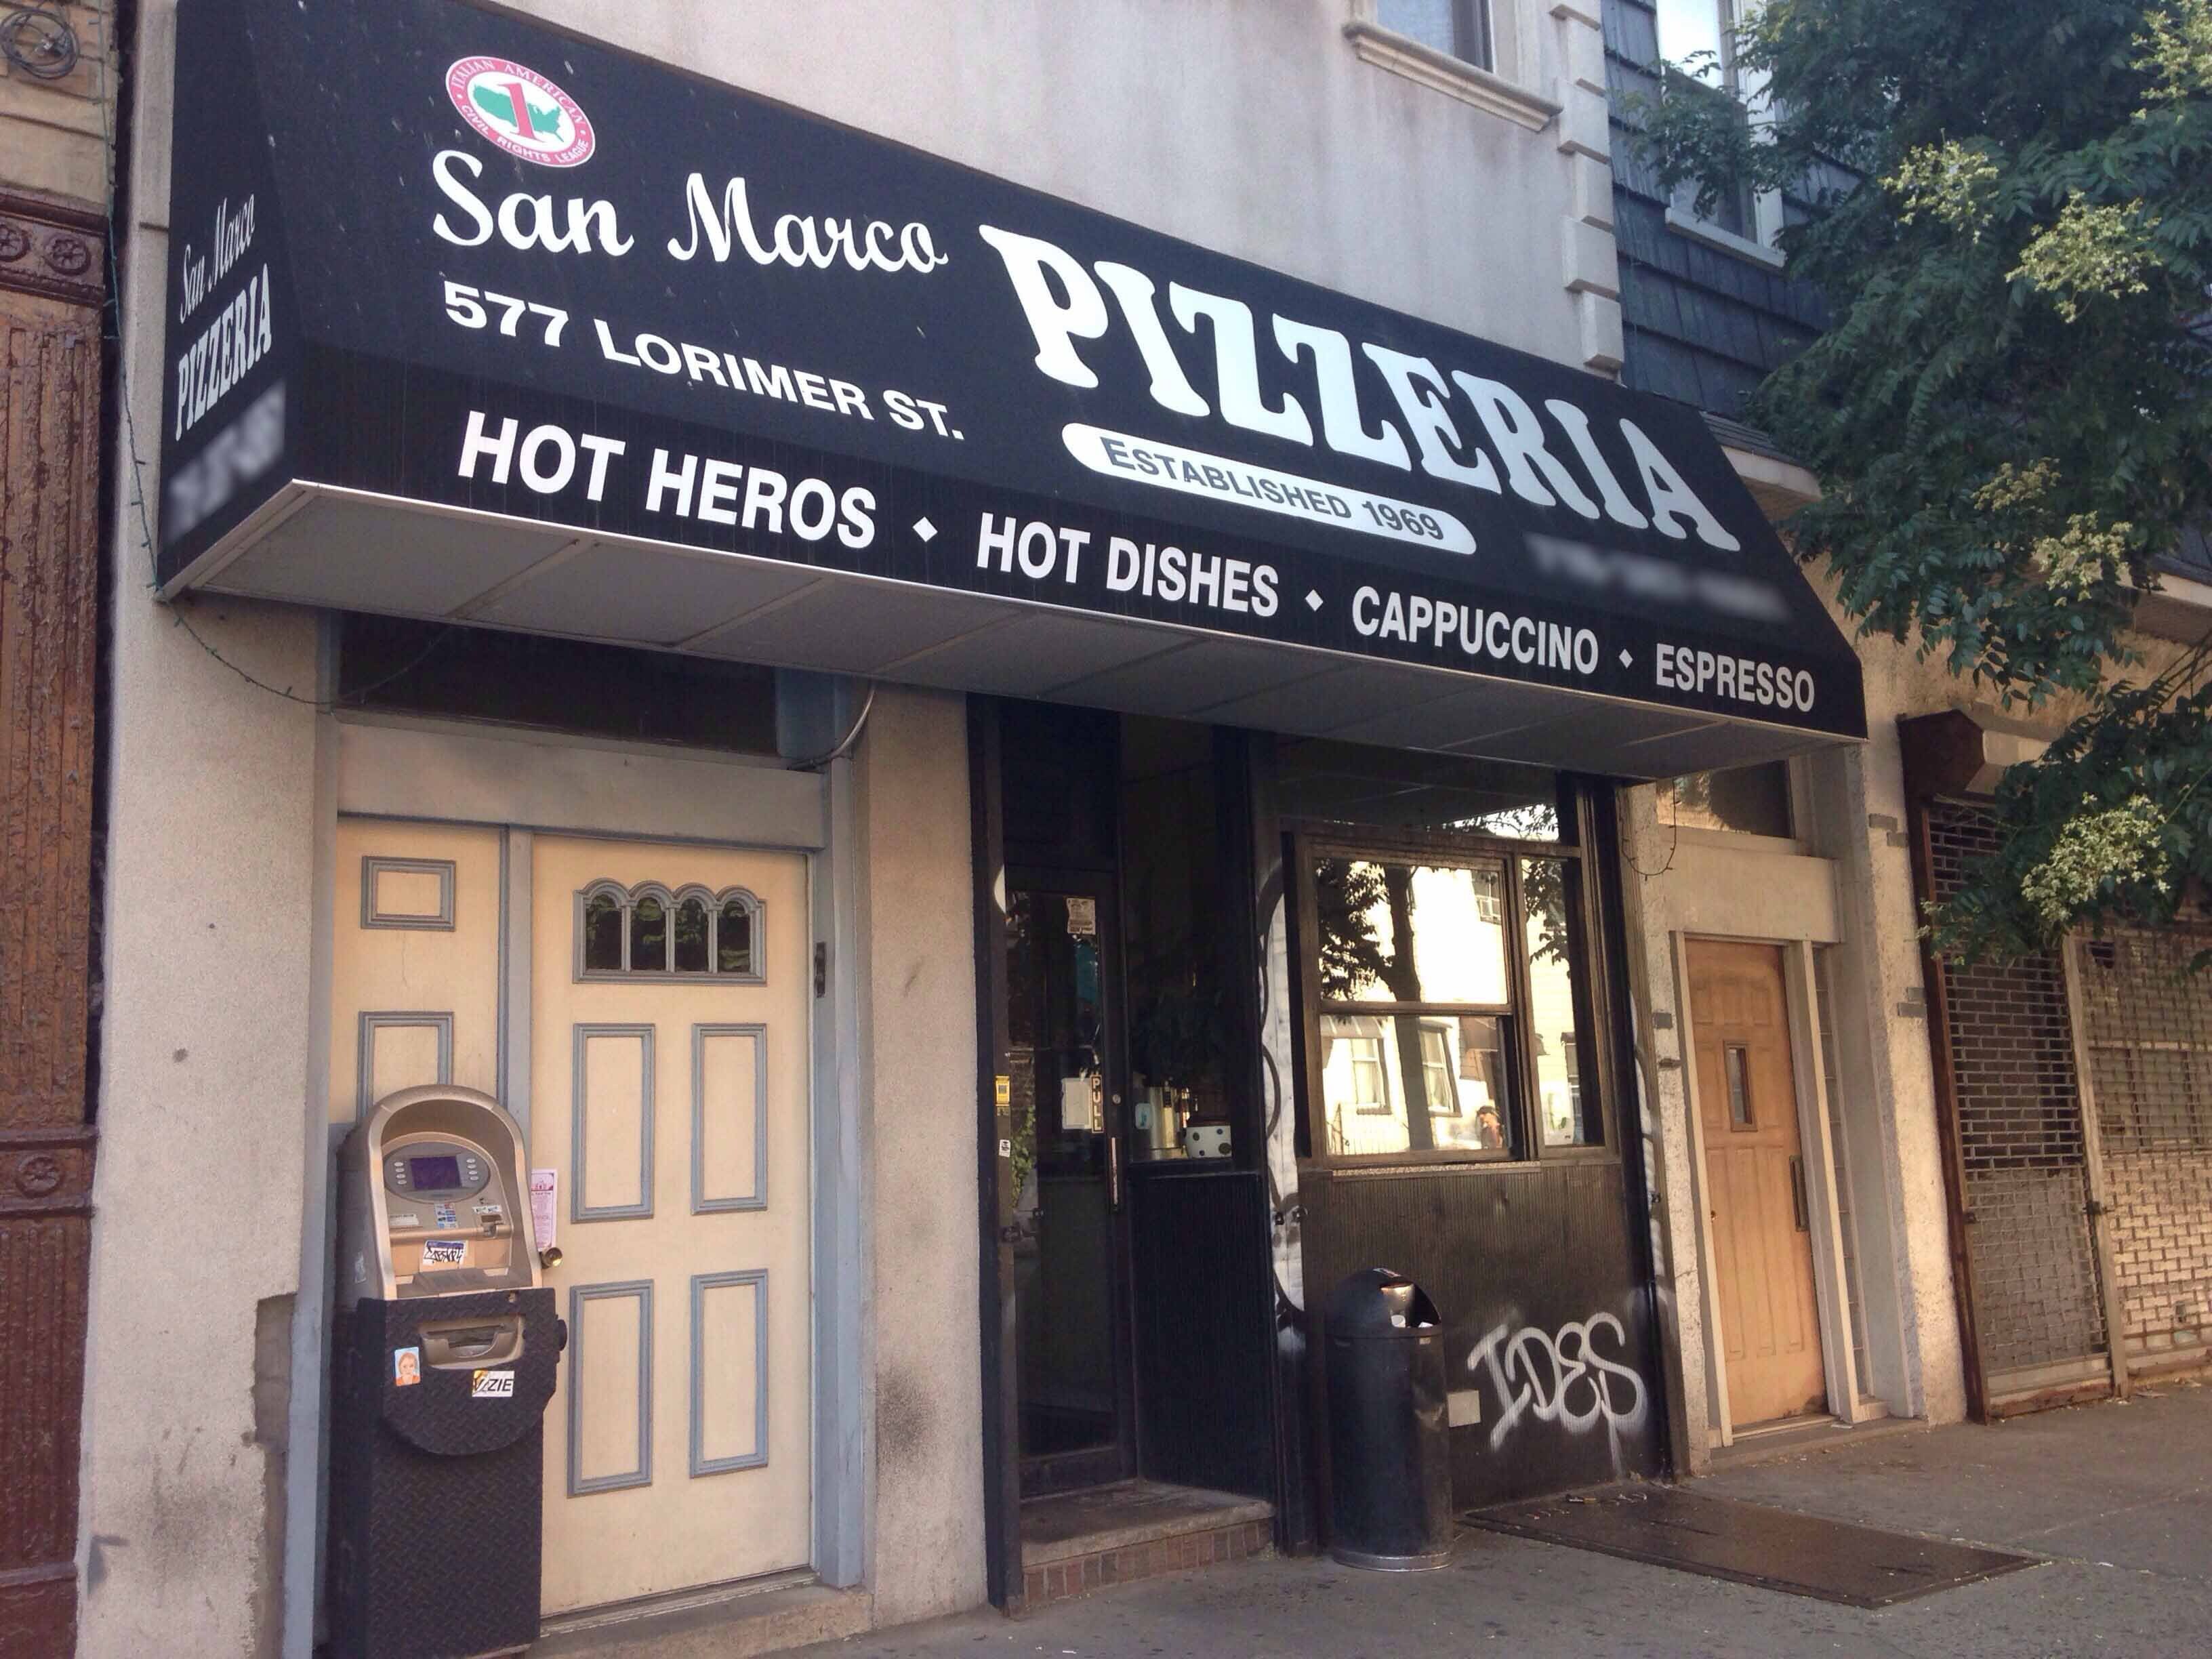 ITALIAN AMERICAN
1
CIVIL RIGHTS LEAGUE
San Marco
PIZZERIA
577 LORIMER ST.
ESTABLISHED 1969
HOT HEROS ♦ HOT DISHES ♦ CAPPUCCINO ♦ ESPRESSO
San Marco
PIZZERIA
PULL
IDES